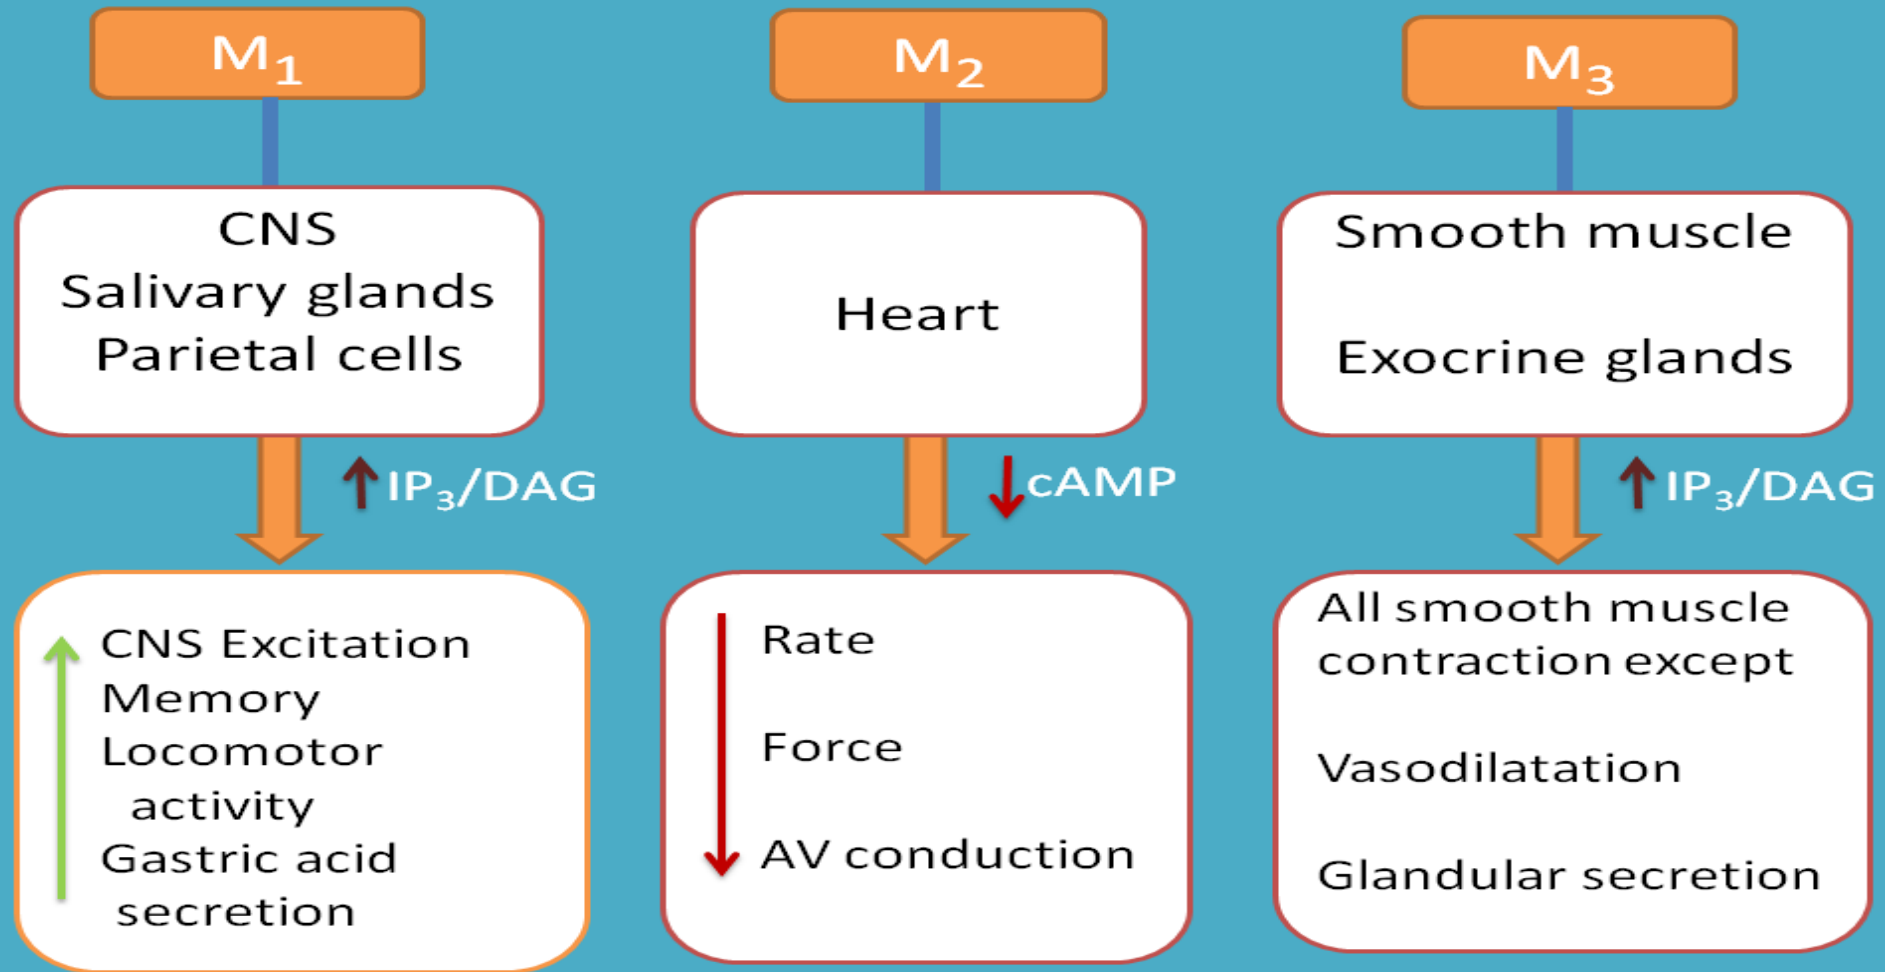 M₁
CNS
Salivary glands
Parietal cells
IP₃/DAG
CNS Excitation
Memory
Locomotor
activity
Gastric acid
secretion
M₂
Heart
cAMP
Rate
Force
AV conduction
M₃
Smooth muscle
Exocrine glands
IP₃/DAG
All smooth muscle
contraction except
Vasodilatation
Glandular secretion